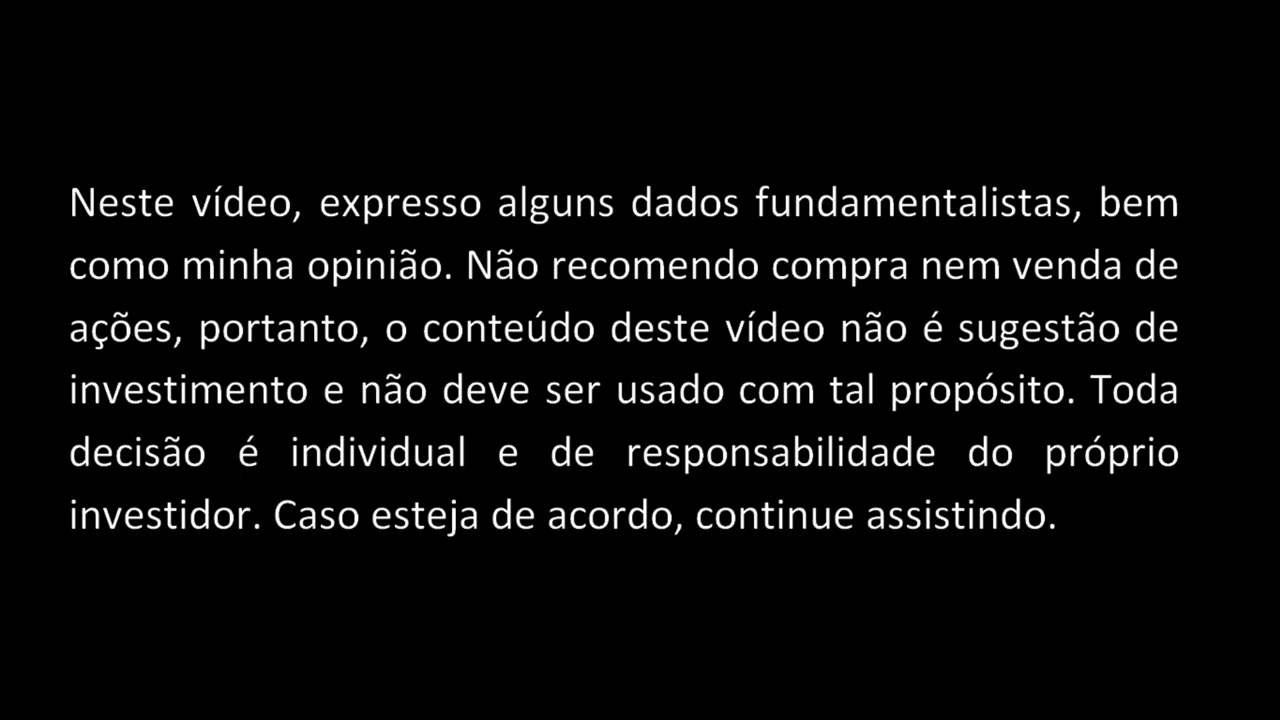 Neste vídeo, expresso alguns dados fundamentalistas, bem
como minha opinião. Não recomendo compra nem venda de
ações, portanto, o conteúdo deste vídeo não é sugestão de
investimento e não deve ser usado com tal propósito. Toda
decisão é individual e de responsabilidade do próprio
investidor. Caso esteja de acordo, continue assistindo.